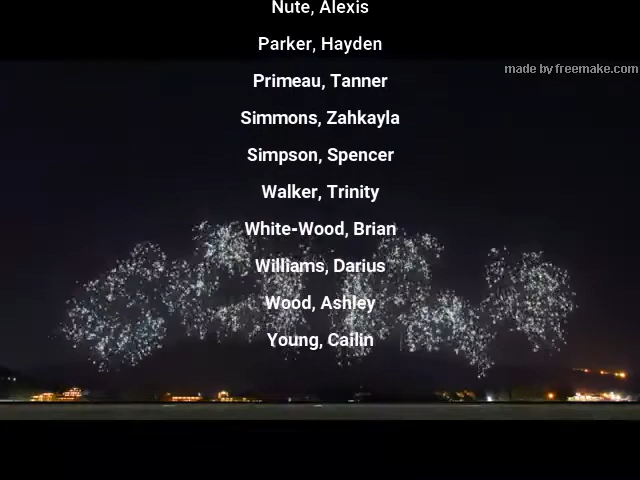 Nute, Alexis
Parker, Hayden
made by freemake.com
Primeau, Tanner
Simmons, Zahkayla
Simpson, Spencer
Walker, Trinity
White-Wood, Brian
Williams, Darius
Wood, Ashley
Young, Cailin